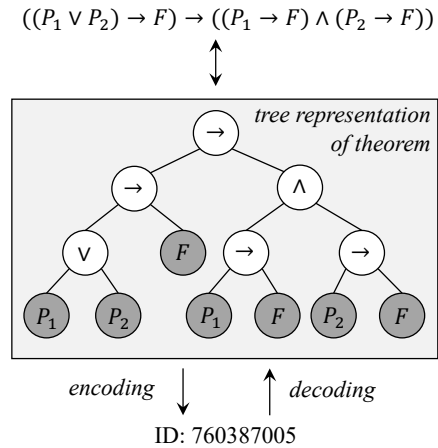 ((P₁ ∨ P₂) → F) → ((P₁ → F) ∧ (P₂ → F))
tree representation
of theorem
→
→ ∧
∨ F → →
P₁ P₂ P₁ F P₂ F
encoding decoding
ID: 760387005